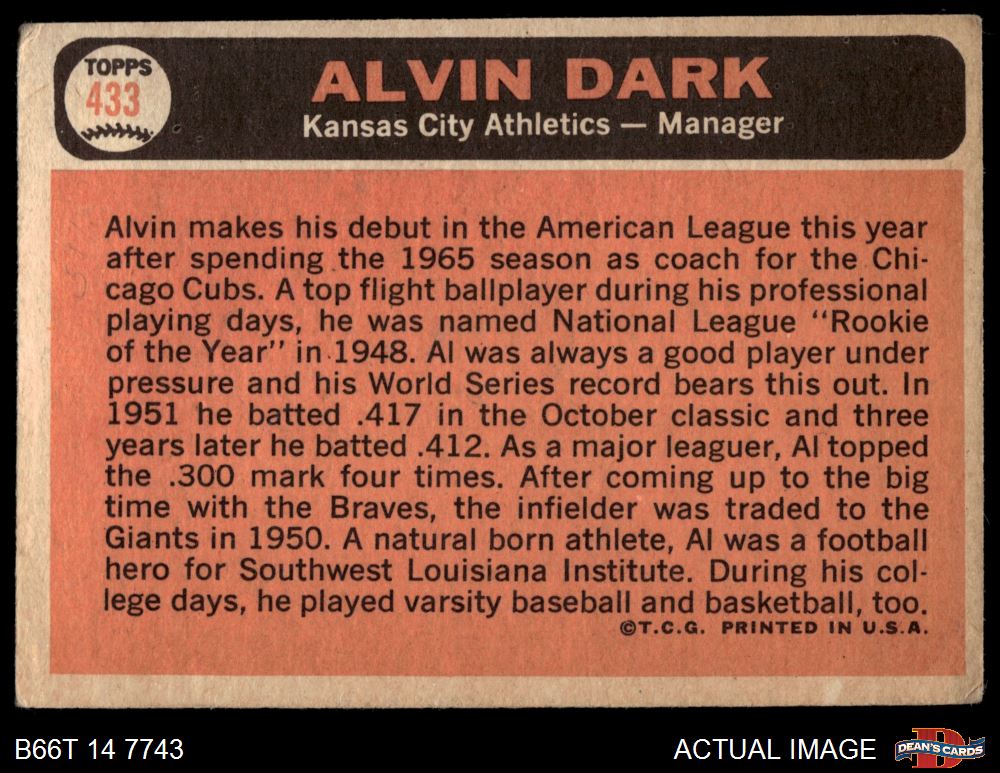 TOPPS
433
ALVIN DARK
Kansas City Athletics — Manager
Alvin makes his debut in the American League this year
after spending the 1965 season as coach for the Chi-
cago Cubs. A top flight ballplayer during his professional
playing days, he was named National League “Rookie
of the Year” in 1948. Al was always a good player under
pressure and his World Series record bears this out. In
1951 he batted .417 in the October classic and three
years later he batted .412. As a major leaguer, Al topped
the .300 mark four times. After coming up to the big
time with the Braves, the infielder was traded to the
Giants in 1950. A natural born athlete, Al was a football
hero for Southwest Louisiana Institute. During his col-
lege days, he played varsity baseball and basketball, too.
©T.C.G. PRINTED IN U.S.A.
B66T 14 7743
ACTUAL IMAGE
D
DEAN'S CARDS